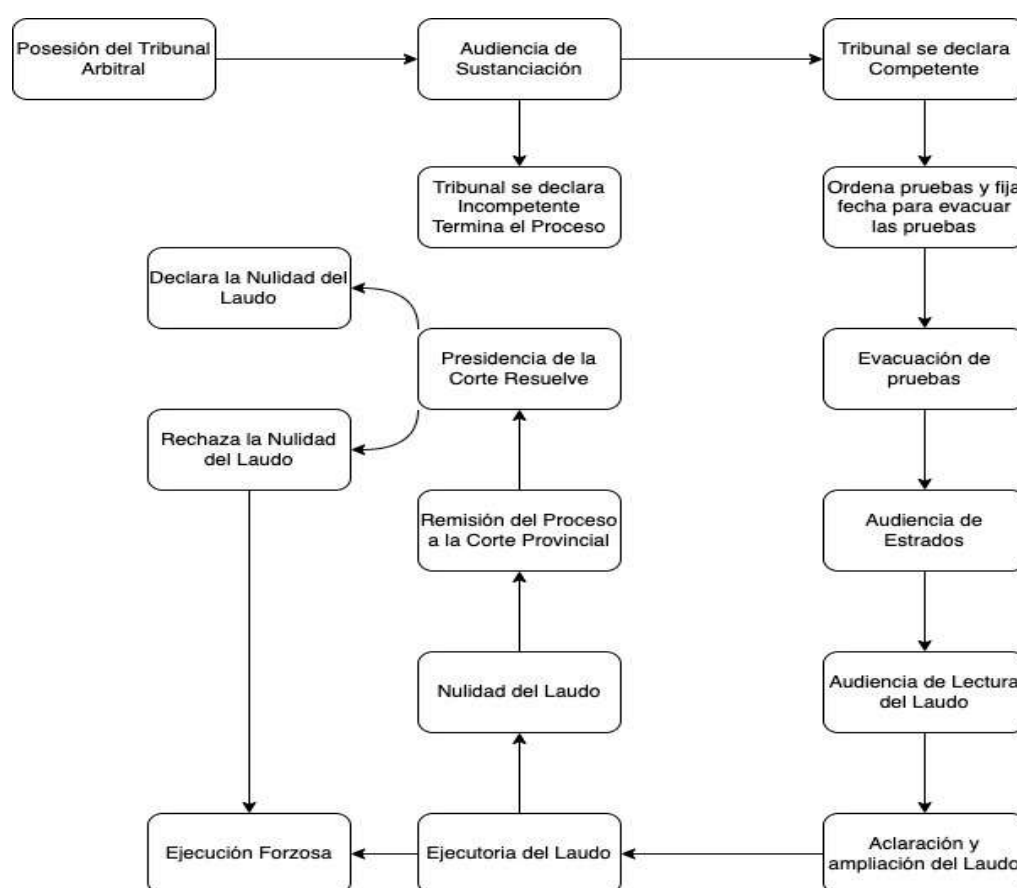 Posesión del Tribunal
Arbitral
Audiencia de
Sustanciación
Tribunal se declara
Competente
Tribunal se declara
Incompetente
Termina el Proceso
Ordena pruebas y fija
fecha para evacuar
las pruebas
Declara la Nulidad del
Laudo
Presidencia de la
Corte Resuelve
Evacuación de
pruebas
Rechaza la Nulidad
del Laudo
Remisión del Proceso
a la Corte Provincial
Audiencia de
Estrados
Nulidad del Laudo
Audiencia de Lectura
del Laudo
Ejecución Forzosa
Ejecutoria del Laudo
Aclaración y
ampliación del Laudo